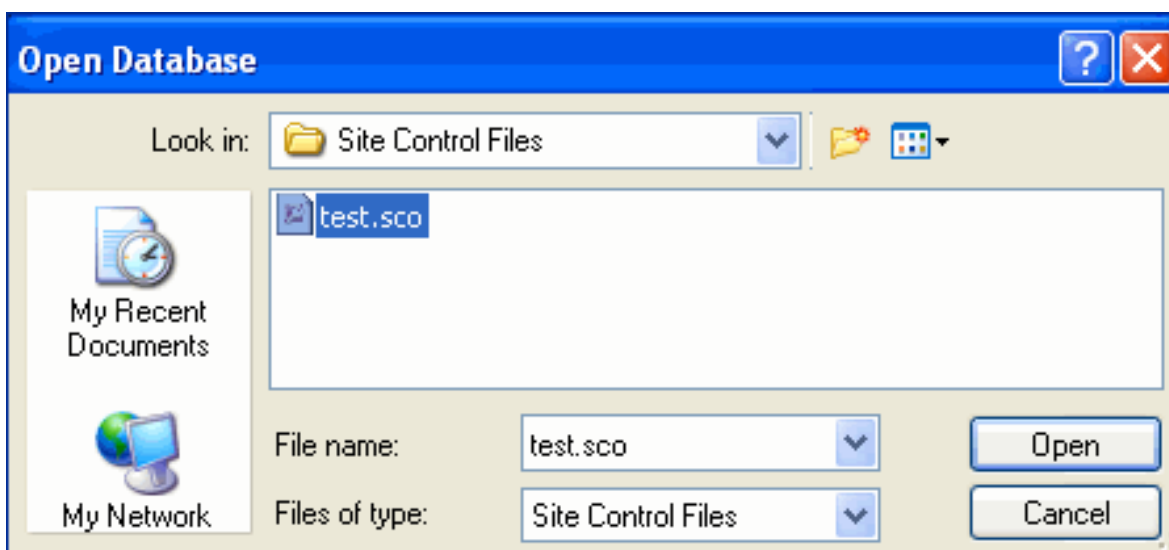 Open Database
Look in: Site Control Files
test.sco
My Recent
Documents
My Network
File name: test.sco Open
Files of type: Site Control Files Cancel